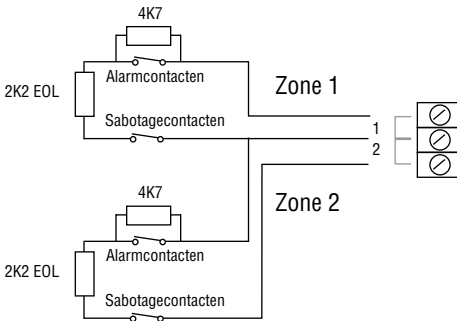 4K7
Alarmcontacten
Zone 1
2K2 EOL
Sabotagecontacten
1
2
4K7
Zone 2
Alarmcontacten
2K2 EOL
Sabotagecontacten